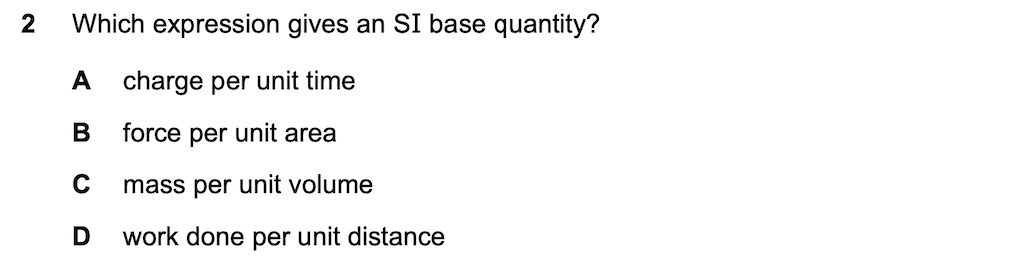 2 Which expression gives an SI base quantity?
A charge per unit time
B force per unit area
C mass per unit volume
D work done per unit distance